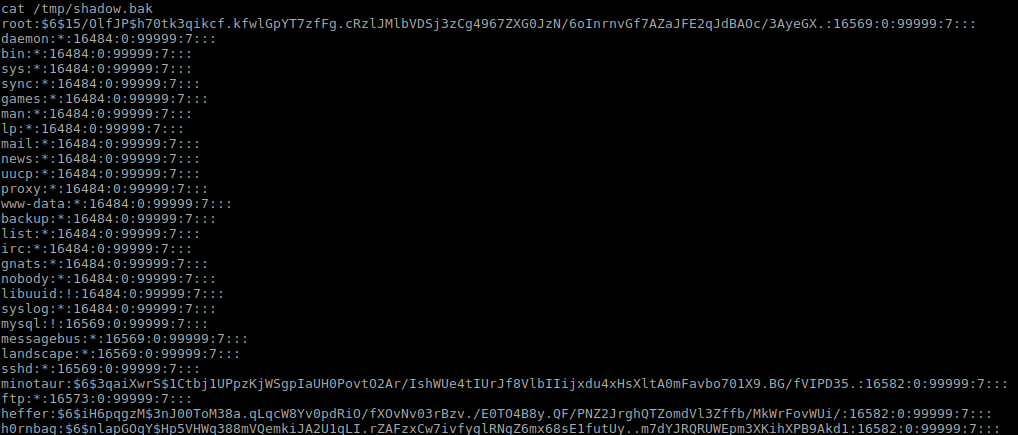 cat /tmp/shadow.bak
root:$6$15/OlfJP$h70tk3qikcf.kfwlGpYT7zfFg.cRzlJMlbVDSj3zCg4967ZXG0JzN/6oInrnvGf7AZaJFE2qJdBAOc/3AyeGX.:16569:0:99999:7:::
daemon:*:16484:0:99999:7:::
bin:*:16484:0:99999:7:::
sys:*:16484:0:99999:7:::
sync:*:16484:0:99999:7:::
games:*:16484:0:99999:7:::
man:*:16484:0:99999:7:::
lp:*:16484:0:99999:7:::
mail:*:16484:0:99999:7:::
news:*:16484:0:99999:7:::
uucp:*:16484:0:99999:7:::
proxy:*:16484:0:99999:7:::
www-data:*:16484:0:99999:7:::
backup:*:16484:0:99999:7:::
list:*:16484:0:99999:7:::
irc:*:16484:0:99999:7:::
gnats:*:16484:0:99999:7:::
nobody:*:16484:0:99999:7:::
libuuid:!:16484:0:99999:7:::
syslog:*:16484:0:99999:7:::
mysql:!:16569:0:99999:7:::
messagebus:*:16569:0:99999:7:::
landscape:*:16569:0:99999:7:::
sshd:*:16569:0:99999:7:::
minotaur:$6$3qaiXwrS$1Ctbj1UPpzKjWSgpIaUH0PovtO2Ar/IshWUe4tIUrJf8VlbIIijxdu4xHsXltA0mFavbo701X9.BG/fVIPD35.:16582:0:99999:7:::
ftp:*:16573:0:99999:7:::
heffer:$6$iH6pqgzM$3nJ00ToM38a.qLqcW8Yv0pdRiO/fXOvNv03rBzv./E0TO4B8y.QF/PNZ2JrghQTZomdVl3Zffb/MkWrFovWUi/:16582:0:99999:7:::
h0rnbag:$6$nlapGOqY$Hp5VHWq388mVQemkiJA2U1qLI.rZAFzxCw7ivfyglRNgZ6mx68sE1futUy..m7dYJRQRUWEpm3XKihXPB9Akd1:16582:0:99999:7:::